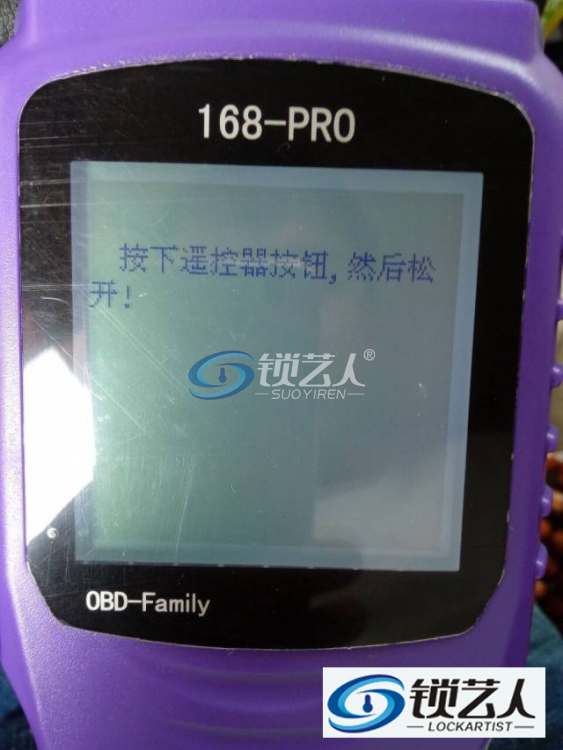 168-PRO
按下遥控器按钮,然后松
开!
锁艺人®
—SUOYIREN—
OBD-Family
锁艺人
—LOCKARTIST—